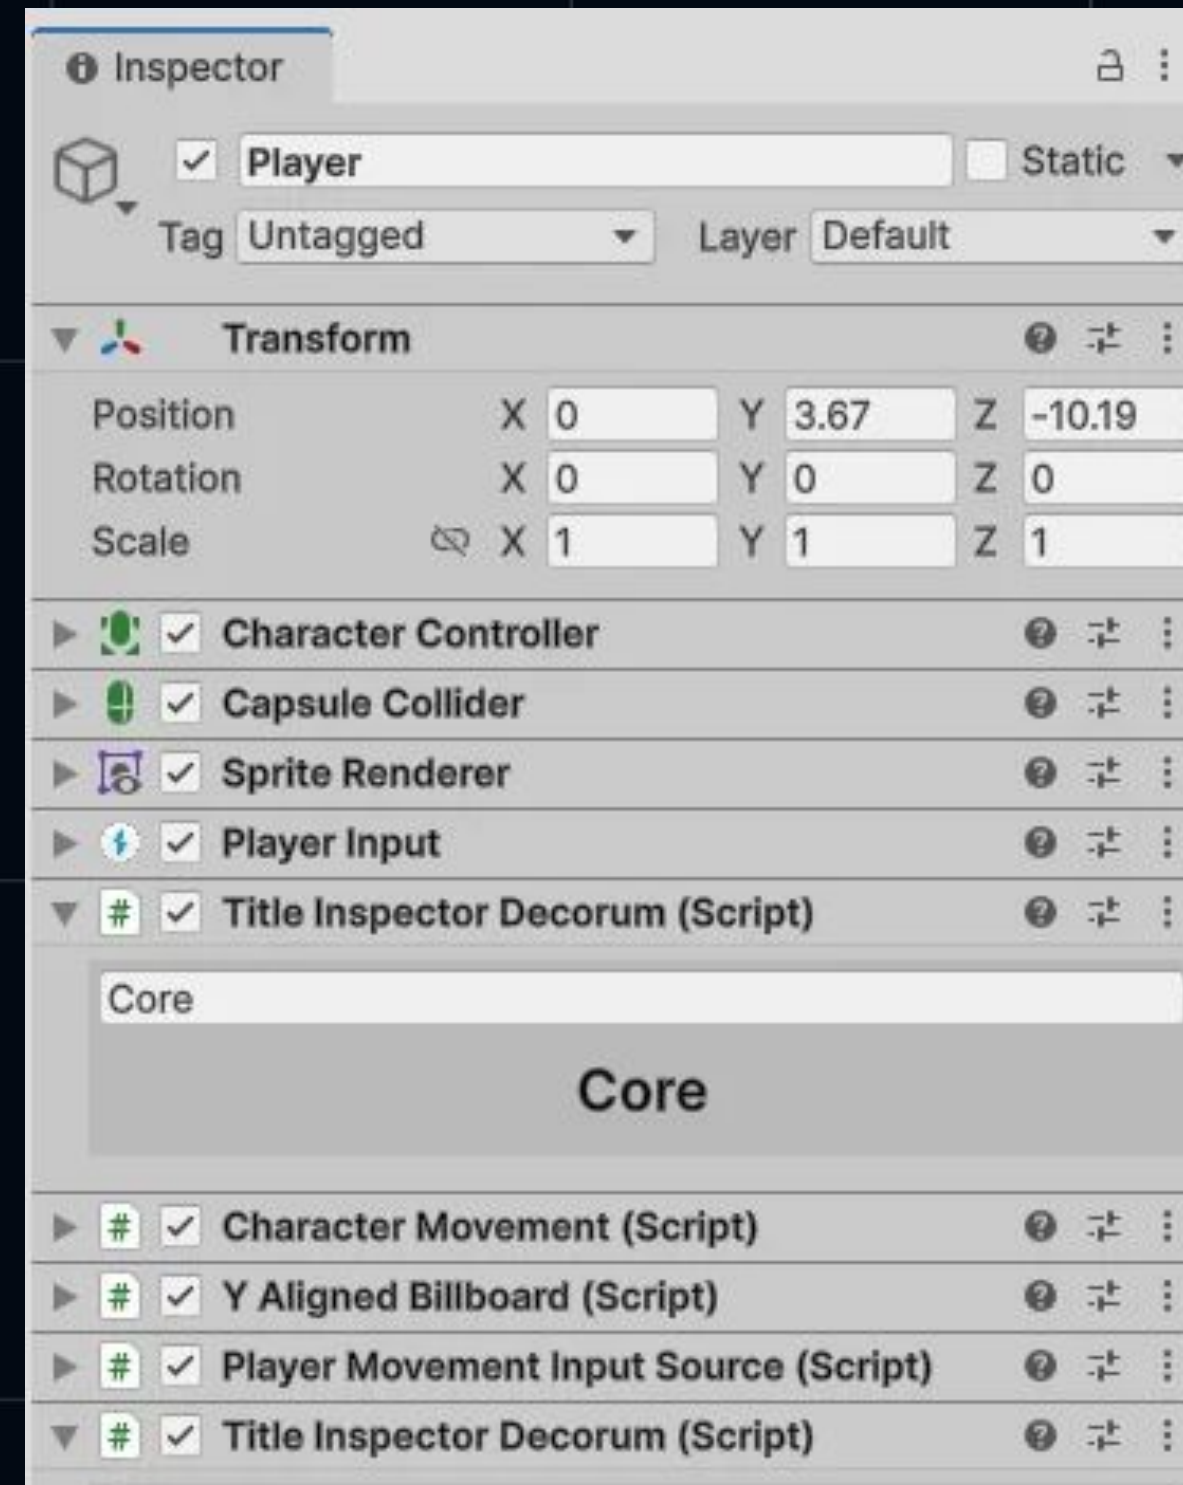 Inspector
Player Static
Tag Untagged Layer Default
Transform
Position X 0 Y 3.67 Z -10.19
Rotation X 0 Y 0 Z 0
Scale X 1 Y 1 Z 1
Character Controller
Capsule Collider
Sprite Renderer
Player Input
# Title Inspector Decorum (Script)
Core
Core
# Character Movement (Script)
# Y Aligned Billboard (Script)
# Player Movement Input Source (Script)
# Title Inspector Decorum (Script)